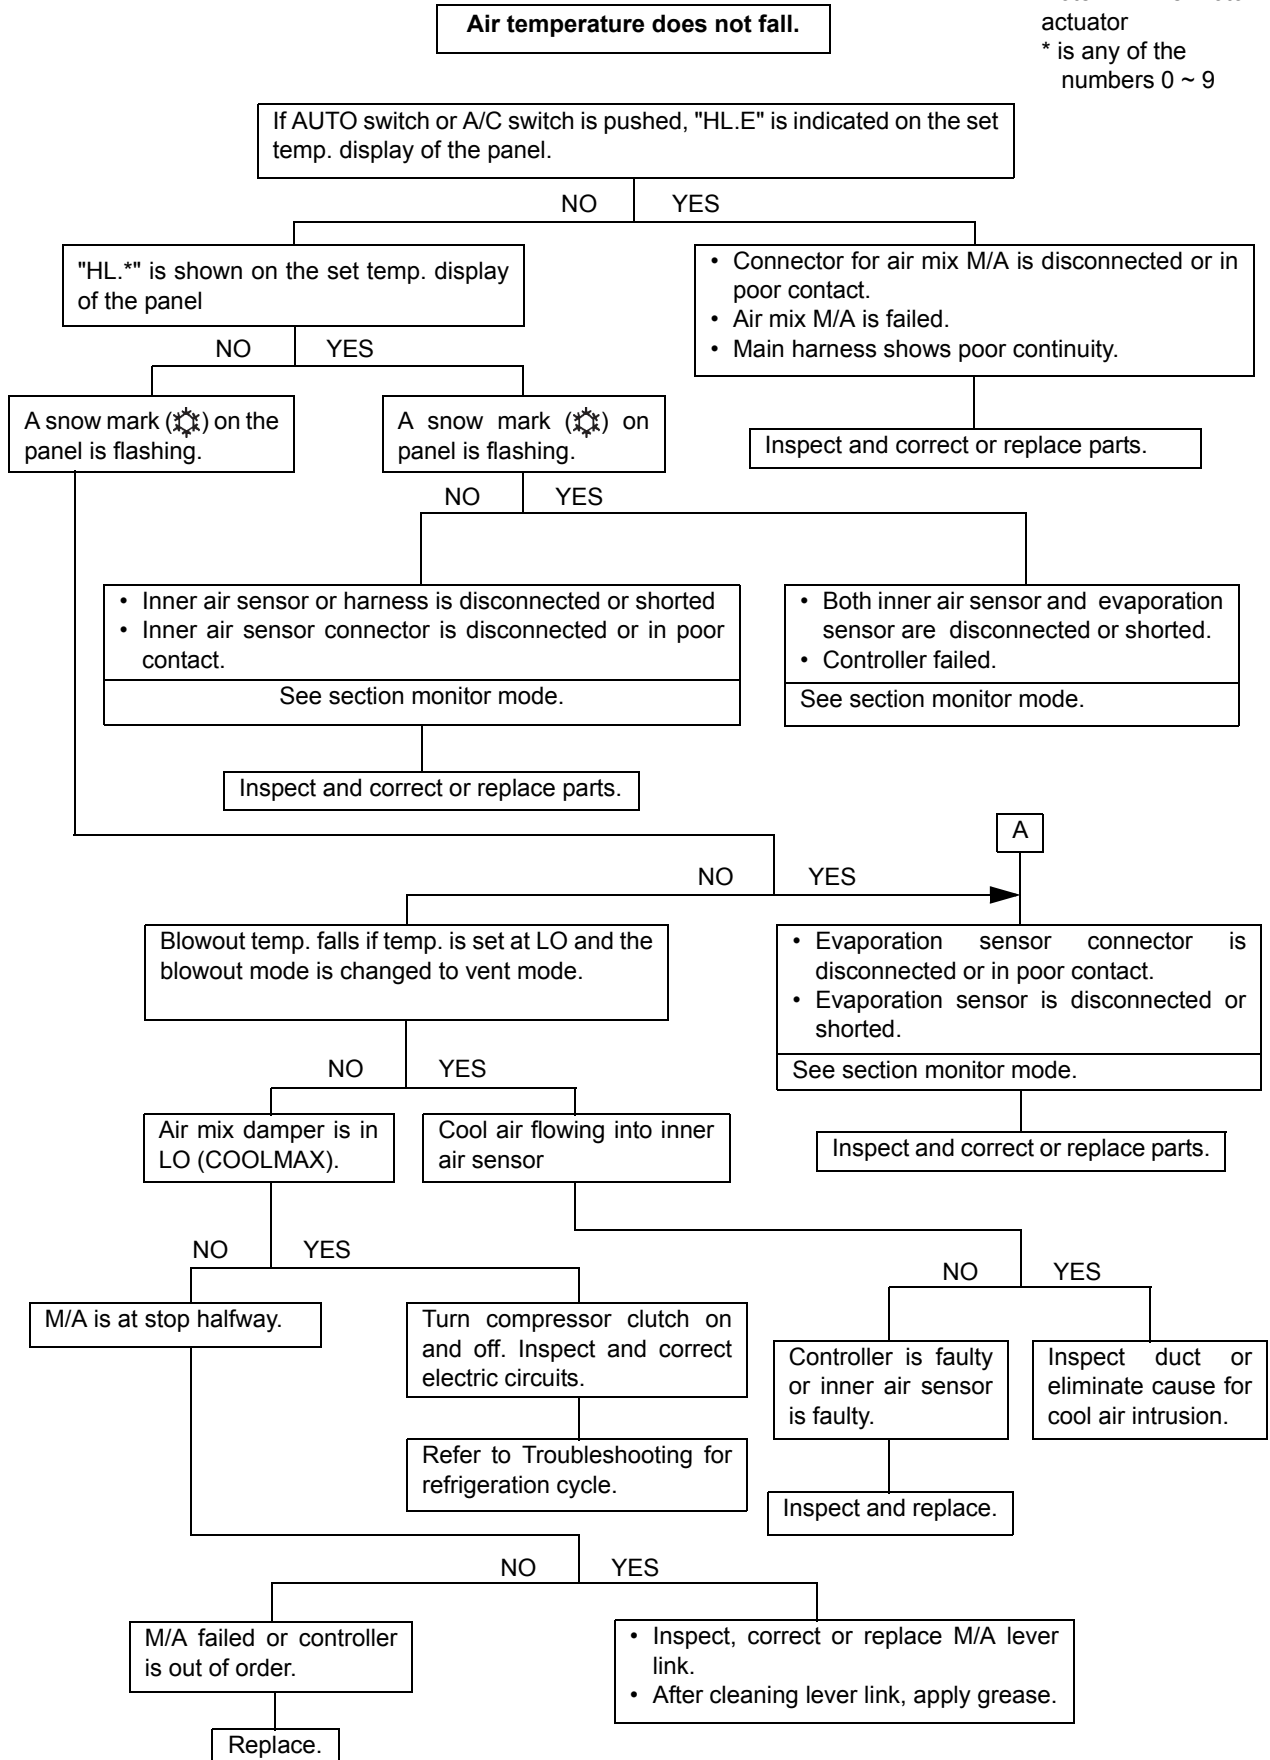 Air temperature does not fall.
actuator
* is any of the
numbers 0 ~ 9
If AUTO switch or A/C switch is pushed, "HL.E" is indicated on the set
temp. display of the panel.
NO YES
"HL.*" is shown on the set temp. display
of the panel
• Connector for air mix M/A is disconnected or in
poor contact.
• Air mix M/A is failed.
• Main harness shows poor continuity.
NO YES
A snow mark ( ) on the
panel is flashing.
A snow mark ( ) on
panel is flashing.
Inspect and correct or replace parts.
NO YES
• Inner air sensor or harness is disconnected or shorted
• Inner air sensor connector is disconnected or in poor
contact.
See section monitor mode.
• Both inner air sensor and evaporation
sensor are disconnected or shorted.
• Controller failed.
See section monitor mode.
Inspect and correct or replace parts.
A
NO YES
Blowout temp. falls if temp. is set at LO and the
blowout mode is changed to vent mode.
• Evaporation sensor connector is
disconnected or in poor contact.
• Evaporation sensor is disconnected or
shorted.
See section monitor mode.
NO YES
Air mix damper is in
LO (COOLMAX).
Cool air flowing into inner
air sensor
Inspect and correct or replace parts.
NO YES
NO YES
M/A is at stop halfway.
Turn compressor clutch on
and off. Inspect and correct
electric circuits.
Controller is faulty
or inner air sensor
is faulty.
Inspect duct or
eliminate cause for
cool air intrusion.
Refer to Troubleshooting for
refrigeration cycle.
Inspect and replace.
NO YES
M/A failed or controller
is out of order.
• Inspect, correct or replace M/A lever
link.
• After cleaning lever link, apply grease.
Replace.